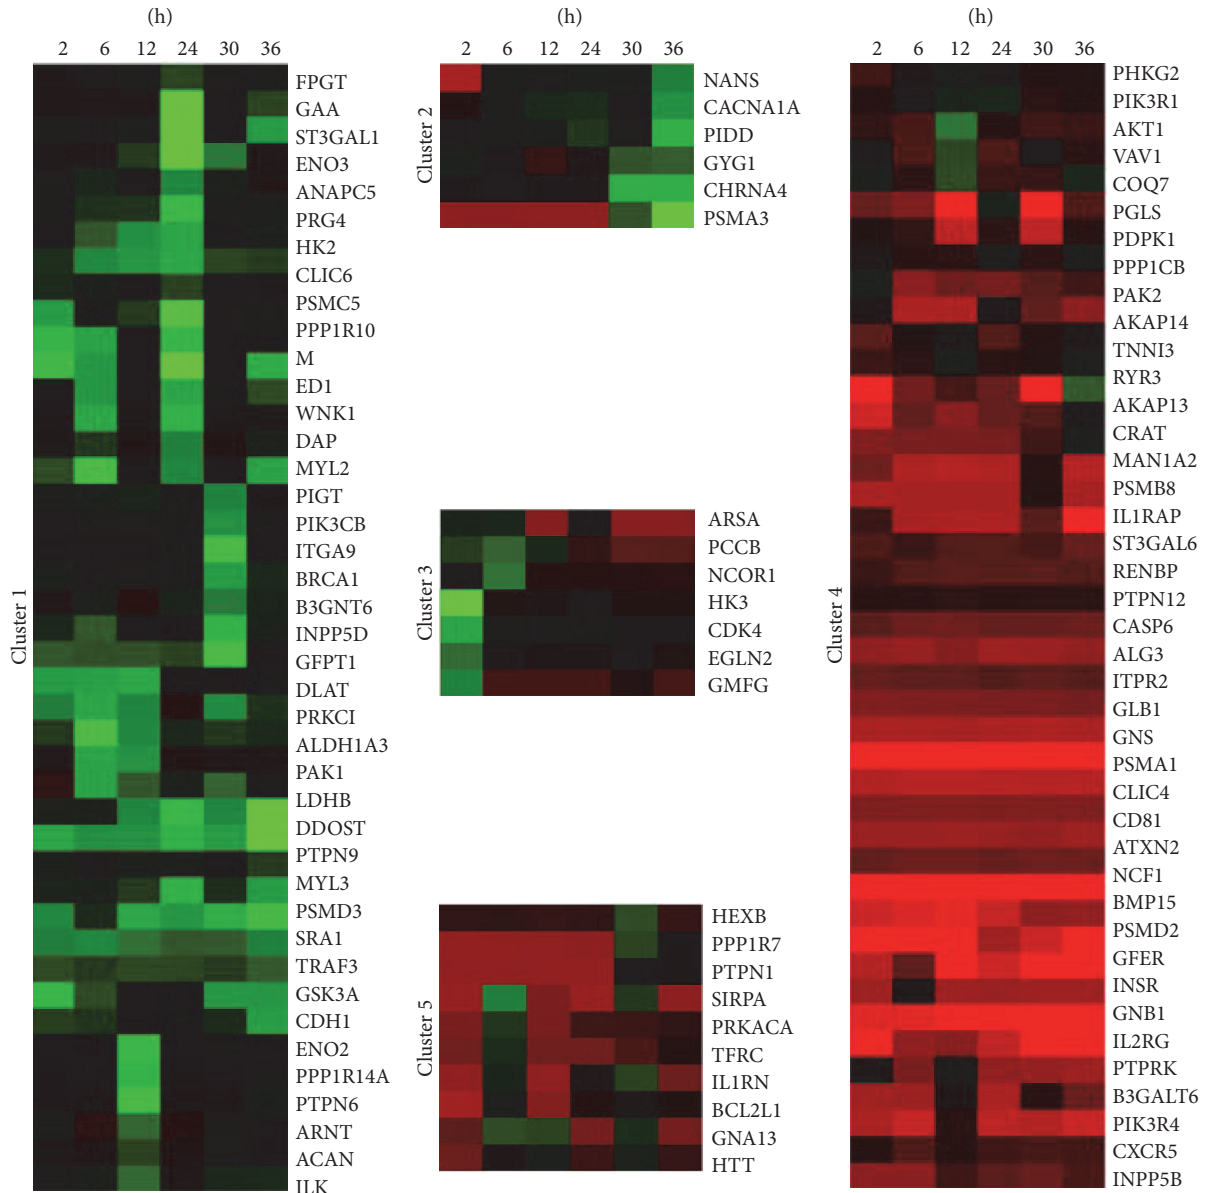 (h)
2 6 12 24 30 36
Cluster 1
FPGT
GAA
ST3GAL1
ENO3
ANAPC5
PRG4
HK2
CLIC6
PSMC5
PPP1R10
M
ED1
WNK1
DAP
MYL2
PIGT
PIK3CB
ITGA9
BRCA1
B3GNT6
INPP5D
GFPT1
DLAT
PRKCI
ALDH1A3
PAK1
LDHB
DDOST
PTPN9
MYL3
PSMD3
SRA1
TRAF3
GSK3A
CDH1
ENO2
PPP1R14A
PTPN6
ARNT
ACAN
ILK
(h)
2 6 12 24 30 36
Cluster 2
NANS
CACNA1A
PIDD
GYG1
CHRNA4
PSMA3
Cluster 3
ARSA
PCCB
NCOR1
HK3
CDK4
EGLN2
GMFG
Cluster 5
HEXB
PPP1R7
PTPN1
SIRPA
PRKACA
TFRC
IL1RN
BCL2L1
GNA13
HTT
(h)
2 6 12 24 30 36
Cluster 4
PHKG2
PIK3R1
AKT1
VAV1
COQ7
PGLS
PDPK1
PPP1CB
PAK2
AKAP14
TNNI3
RYR3
AKAP13
CRAT
MAN1A2
PSMB8
IL1RAP
ST3GAL6
RENBP
PTPN12
CASP6
ALG3
ITPR2
GLB1
GNS
PSMA1
CLIC4
CD81
ATXN2
NCF1
BMP15
PSMD2
GFER
INSR
GNB1
IL2RG
PTPRK
B3GALT6
PIK3R4
CXCR5
INPP5B